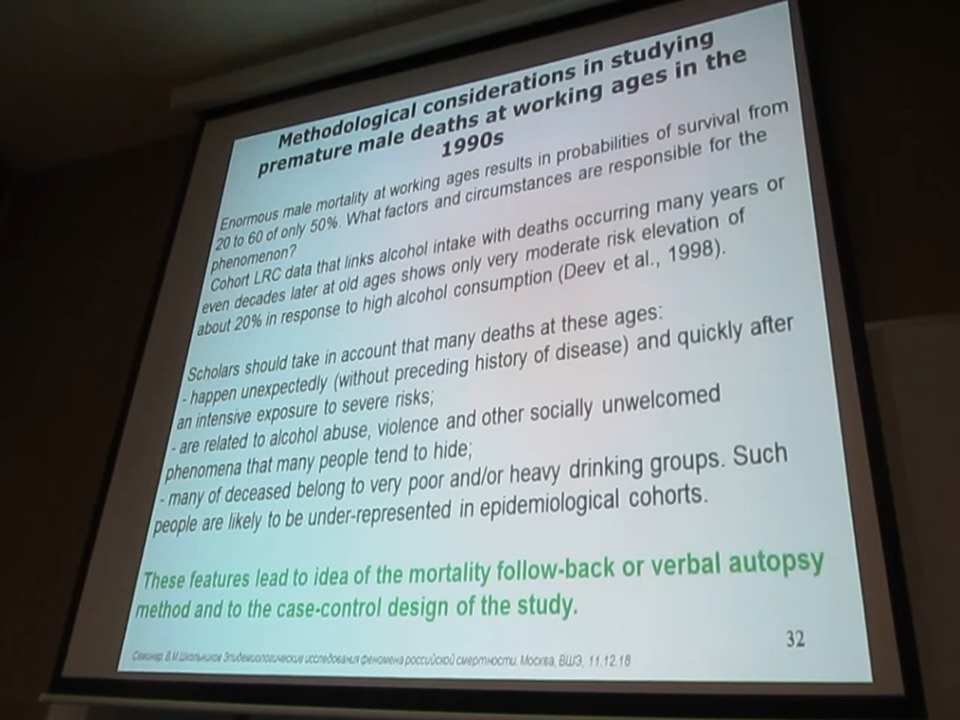 Methodological considerations in studying
premature male deaths at working ages in the
1990s
Enormous male mortality at working ages results in probabilities of survival from
20 to 60 of only 50%. What factors and circumstances are responsible for the
phenomenon?
Cohort LRC data that links alcohol intake with deaths occurring many years or
even decades later at old ages shows only very moderate risk elevation of
about 20% in response to high alcohol consumption (Deev et al., 1998).
Scholars should take in account that many deaths at these ages:
- happen unexpectedly (without preceding history of disease) and quickly after
an intensive exposure to severe risks;
- are related to alcohol abuse, violence and other socially unwelcomed
phenomena that many people tend to hide;
- many of deceased belong to very poor and/or heavy drinking groups. Such
people are likely to be under-represented in epidemiological cohorts.
These features lead to idea of the mortality follow-back or verbal autopsy
method and to the case-control design of the study.
32
Семинар. В.М.Школьников Эпидемиологические исследования феномена российской смертности. Москва, ВШЭ, 11.12.18